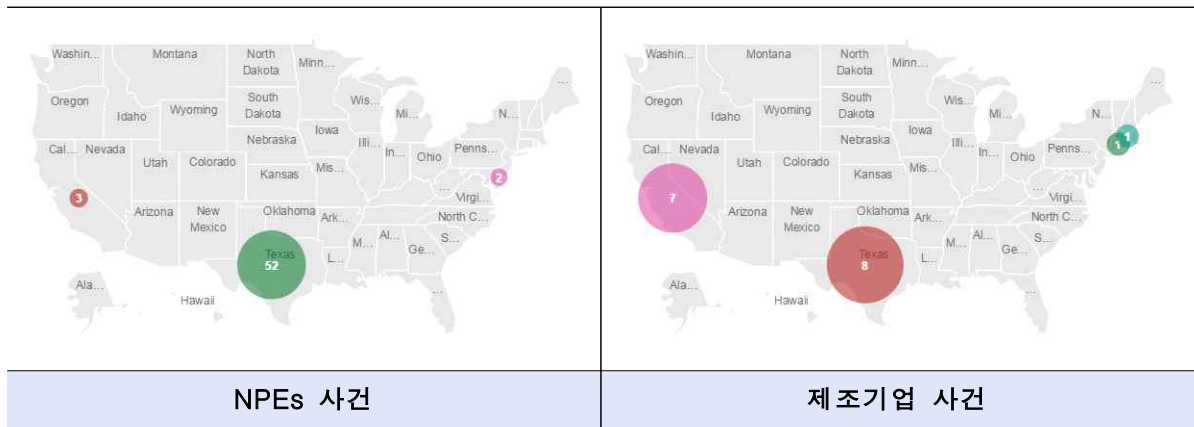 Washin...
Montana
North
Dakota
Minn...
Oregon
Idaho
Wyoming
South
Dakota
Wis...
Mi...
N...
...
Nebraska
Iowa
Illi...
In...
Ohio
Penns...
Cal...
Nevada
Utah
Colorado
Kansas
Mis...
...
Virgi...
2
3
Arizona
New
Mexico
Oklahoma
Ark...
North C...
S...
Texas
52
L...
M...
Al...
Ge...
...
Ala...
Hawaii
NPEs 사건
Washin...
Montana
North
Dakota
Minn...
Oregon
Idaho
Wyoming
South
Dakota
Wis...
Mi...
N...
...
1
1
Nebraska
Iowa
Illi...
In...
Ohio
Penns...
Cal...
Nevada
Utah
Colorado
Kansas
Mis...
...
Virgi...
7
Arizona
New
Mexico
Oklahoma
Ark...
North C...
S...
Texas
8
L...
M...
Al...
Ge...
...
Ala...
Hawaii
제조기업 사건